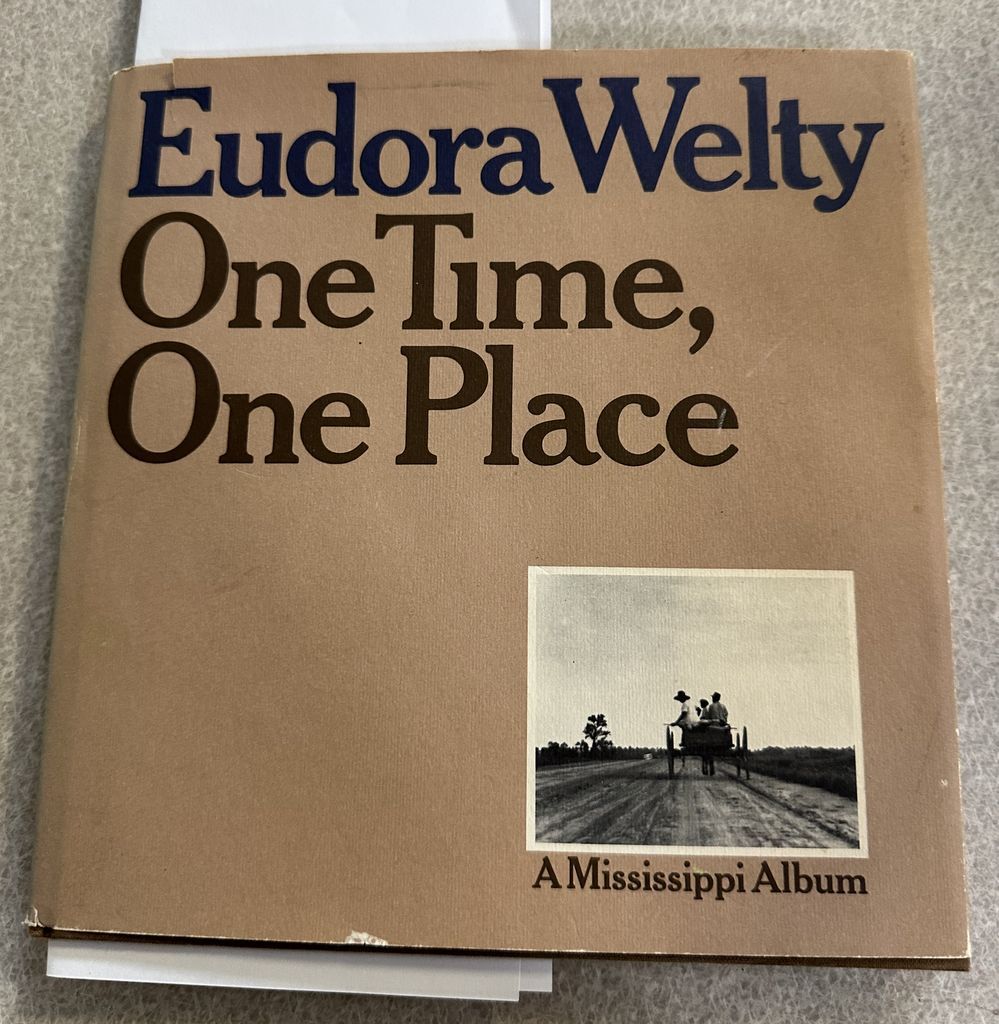 Eudora Welty
One Time,
One Place
A Mississippi Album